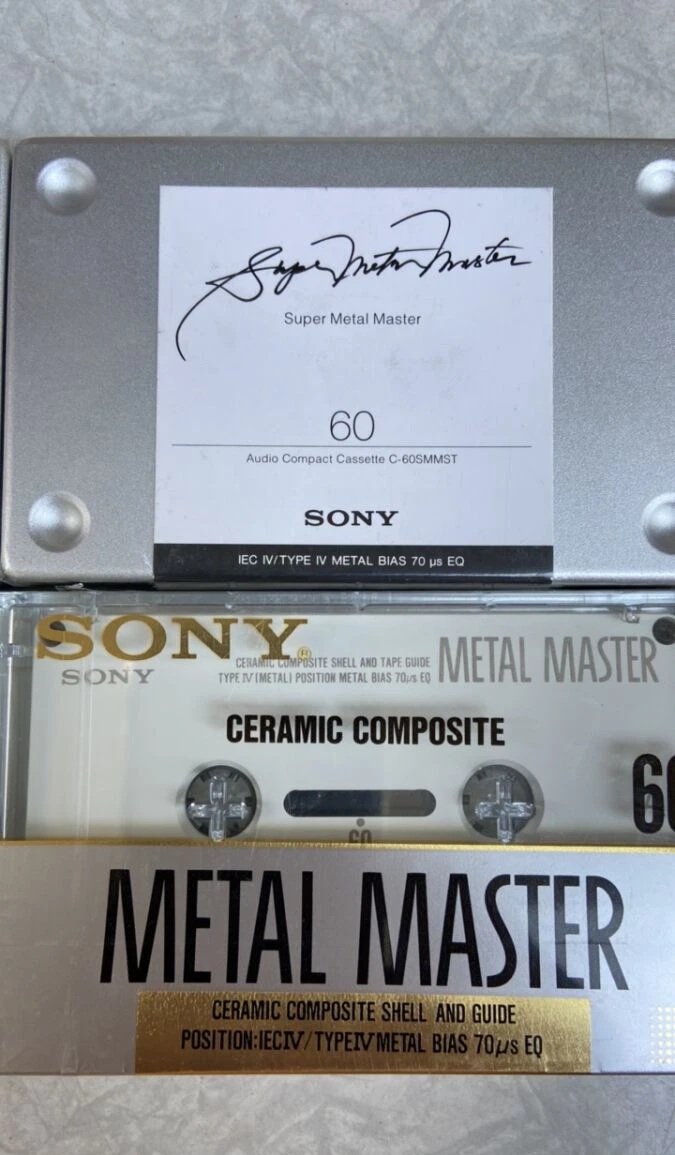 Super Metal Master
Super Metal Master
60
Audio Compact Cassette C-60SMMST
SONY
IEC IV/TYPE IV METAL BIAS 70 µs EQ
SONY®
SONY
CERAMIC COMPOSITE SHELL AND TAPE GUIDE
TYPE IV (METAL) POSITION METAL BIAS 70µs EQ
METAL MASTER
CERAMIC COMPOSITE
60
60
METAL MASTER
CERAMIC COMPOSITE SHELL AND GUIDE
POSITION:IECIV/TYPEIV METAL BIAS 70µs EQ